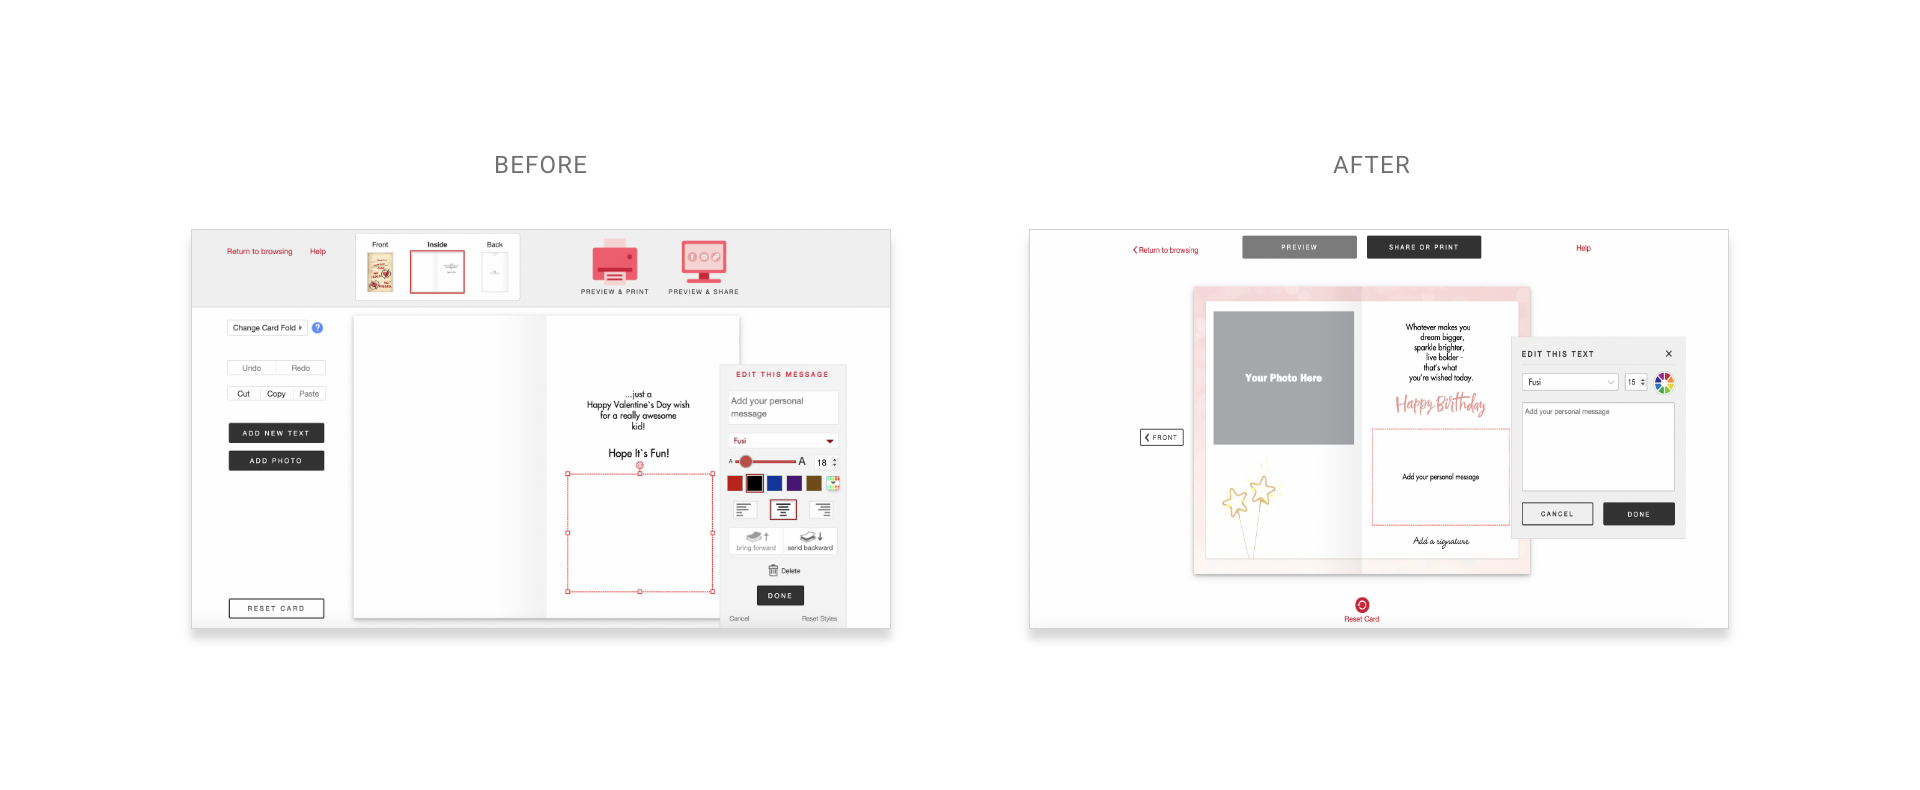 BEFORE
AFTER
Return to browsing
Help
Front
Inside
Back
PREVIEW & PRINT
PREVIEW & SHARE
Change Card Fold
?
Undo
Redo
Cut
Copy
Paste
ADD NEW TEXT
ADD PHOTO
RESET CARD
...just a
Happy Valentine`s Day wish
for a really awesome
kid!
Hope It`s Fun!
EDIT THIS MESSAGE
Add your personal
message
Fusi
A
A
18
bring forward
send backward
Delete
DONE
Cancel
Reset Styles
Return to browsing
PREVIEW
SHARE OR PRINT
Help
FRONT
Your Photo Here
Whatever makes you
dream bigger,
sparkle brighter,
live bolder -
that's what
you're wished today.
Happy Birthday
Add your personal message
Add a signature
Reset Card
EDIT THIS TEXT
Fusi
15
Add your personal message
CANCEL
DONE